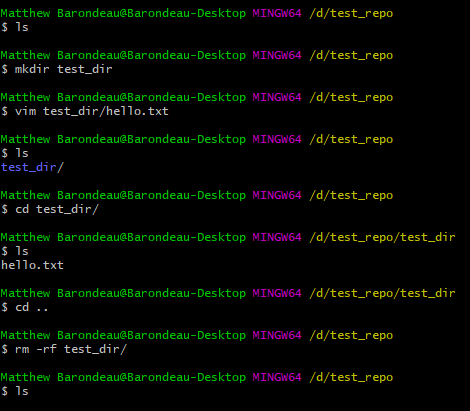 Matthew Barondeau@Barondeau-Desktop MINGW64 /d/test_repo
$ ls
Matthew Barondeau@Barondeau-Desktop MINGW64 /d/test_repo
$ mkdir test_dir
Matthew Barondeau@Barondeau-Desktop MINGW64 /d/test_repo
$ vim test_dir/hello.txt
Matthew Barondeau@Barondeau-Desktop MINGW64 /d/test_repo
$ ls
test_dir/
Matthew Barondeau@Barondeau-Desktop MINGW64 /d/test_repo
$ cd test_dir/
Matthew Barondeau@Barondeau-Desktop MINGW64 /d/test_repo/test_dir
$ ls
hello.txt
Matthew Barondeau@Barondeau-Desktop MINGW64 /d/test_repo/test_dir
$ cd ..
Matthew Barondeau@Barondeau-Desktop MINGW64 /d/test_repo
$ rm -rf test_dir/
Matthew Barondeau@Barondeau-Desktop MINGW64 /d/test_repo
$ ls